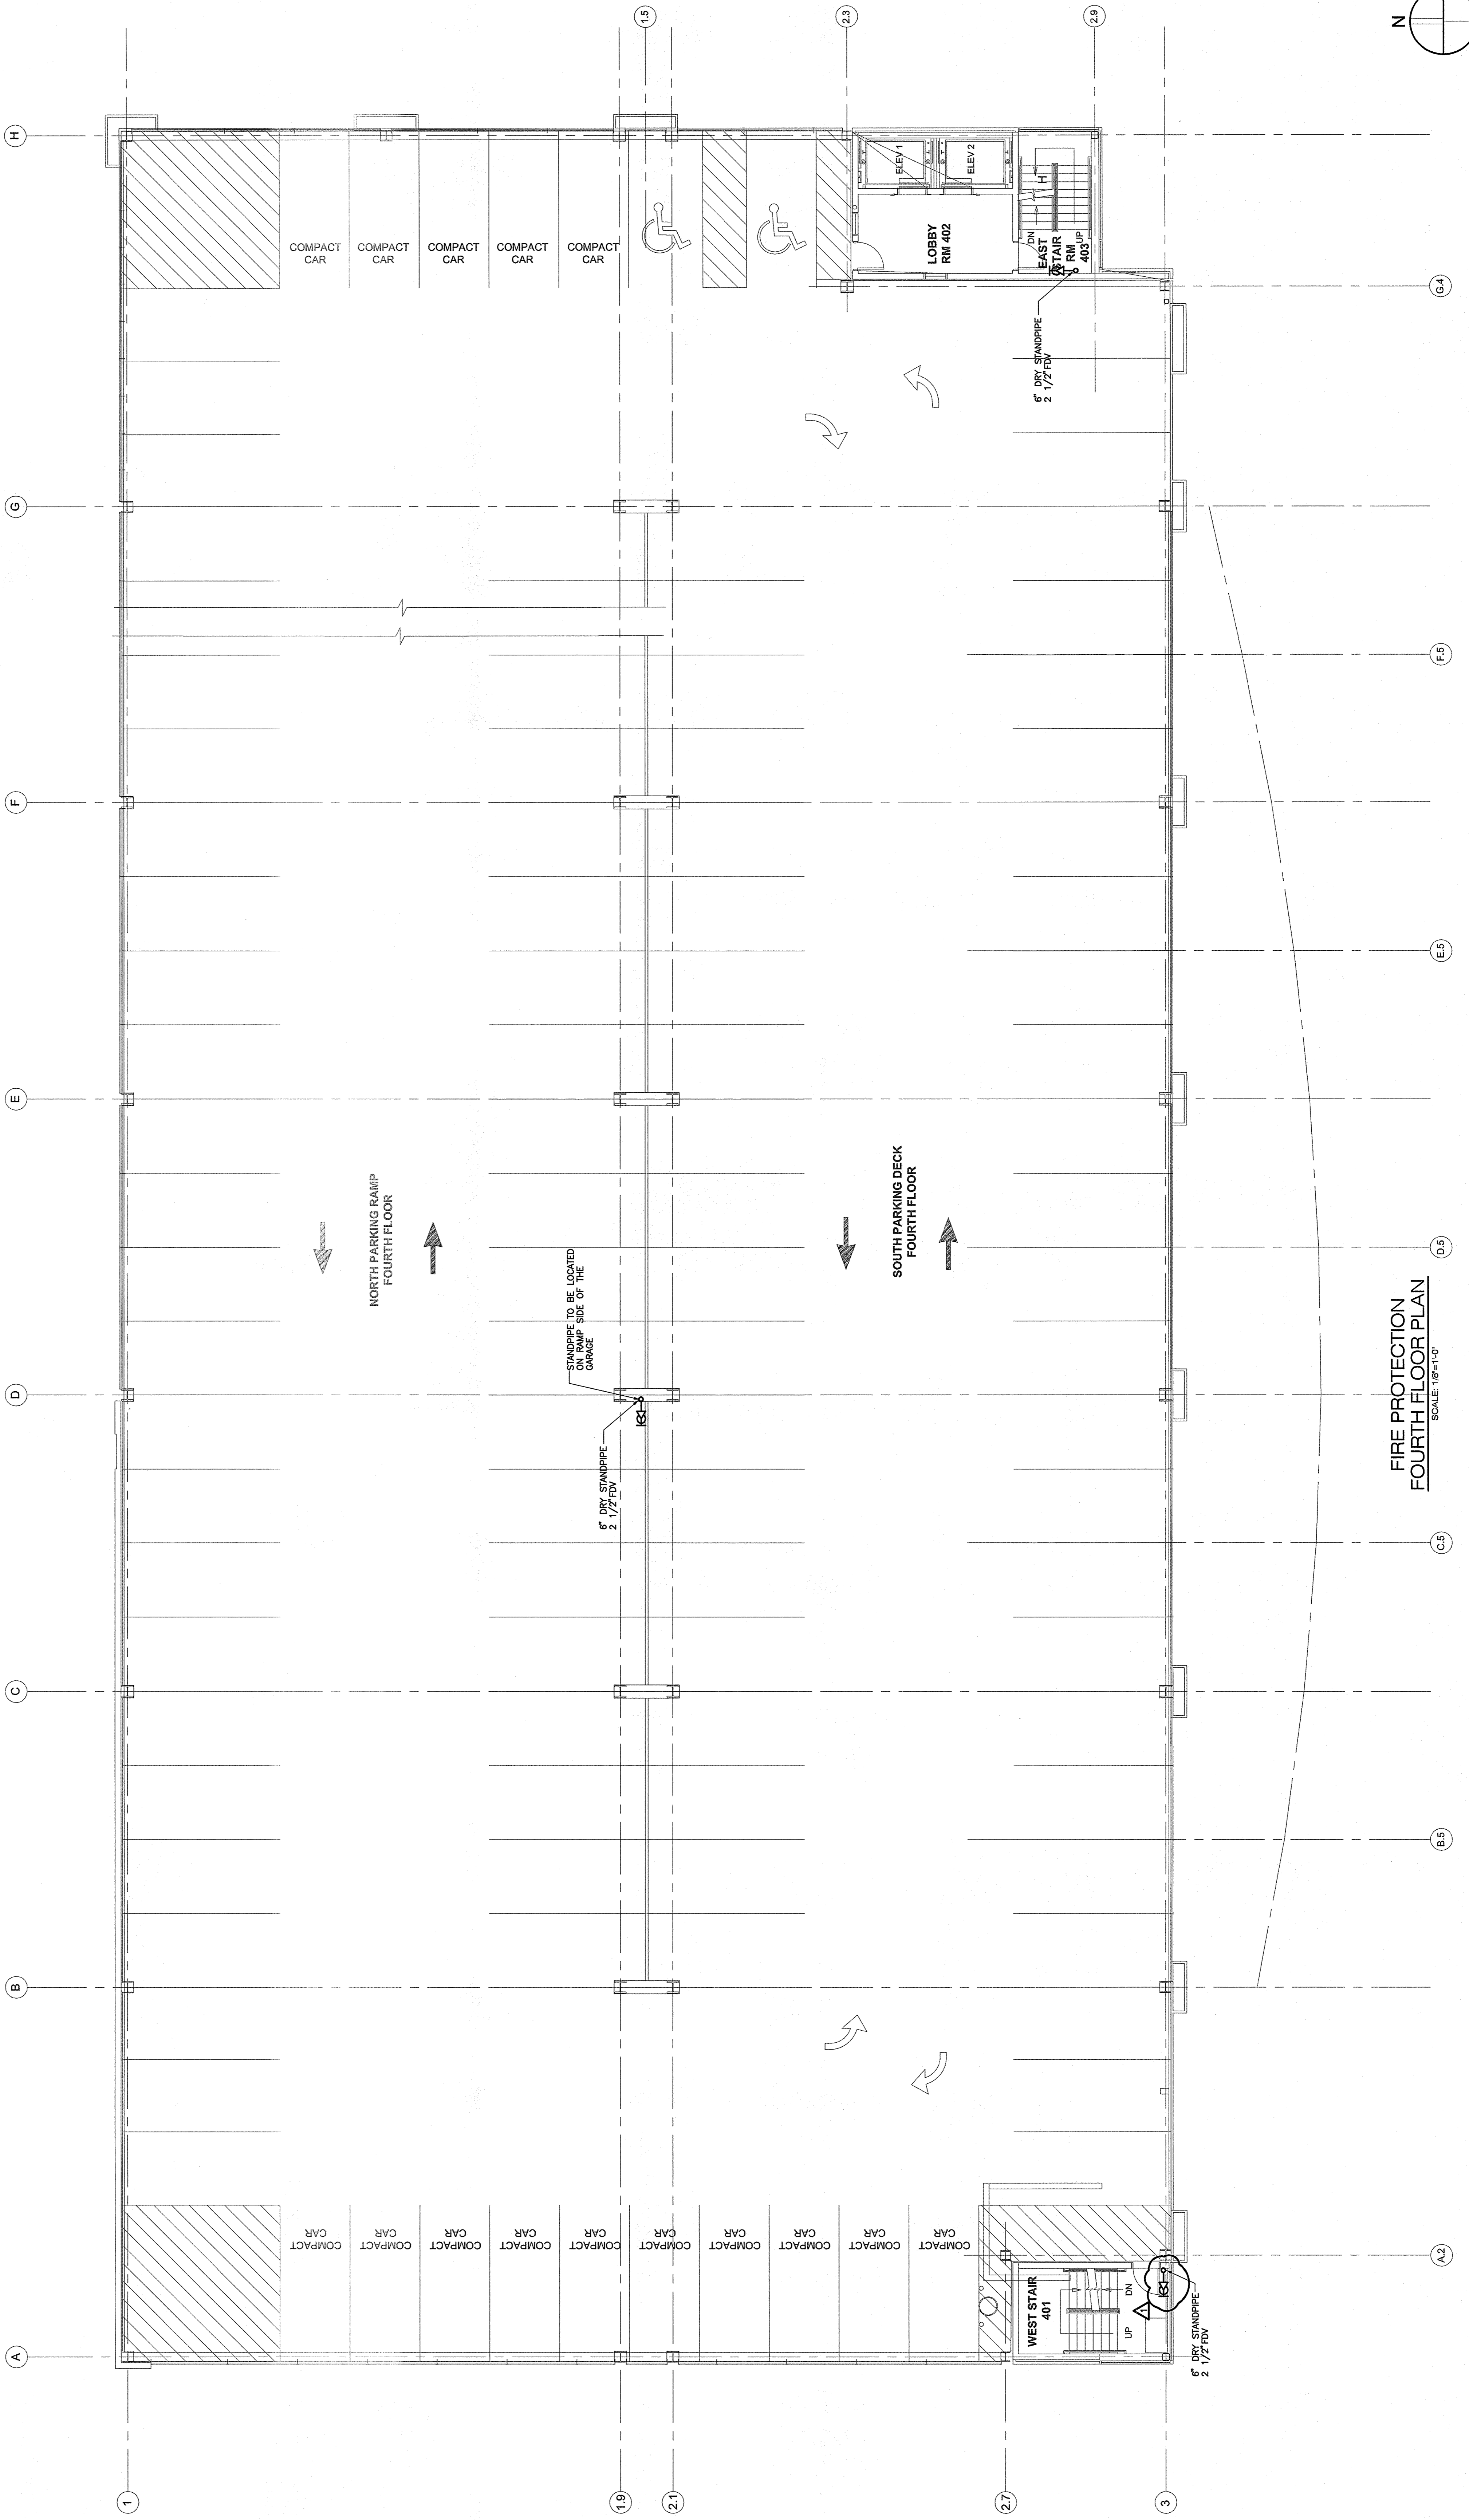 H
G
F
E
D
C
B
A
1.5
2.3
2.9
N
G.4
F.5
E.5
D.5
C.5
B.5
A.2
1
1.9
2.1
2.7
3
COMPACT
CAR
COMPACT
CAR
COMPACT
CAR
COMPACT
CAR
COMPACT
CAR
ELEV 1
ELEV 2
LOBBY
RM 402
DN
H
EAST
STAIR
RM
403
UP
6" DRY STANDPIPE
2 1/2"FDV
NORTH PARKING RAMP
FOURTH FLOOR
SOUTH PARKING DECK
FOURTH FLOOR
STANDPIPE TO BE LOCATED
ON RAMP SIDE OF THE
GARAGE
6" DRY STANDPIPE
2 1/2"FDV
COMPACT
CAR
COMPACT
CAR
COMPACT
CAR
COMPACT
CAR
COMPACT
CAR
COMPACT
CAR
COMPACT
CAR
COMPACT
CAR
COMPACT
CAR
COMPACT
CAR
WEST STAIR
401
DN
UP
1
6" DRY STANDPIPE
2 1/2"FDV
FIRE PROTECTION
FOURTH FLOOR PLAN
SCALE: 1/8"=1'-0"